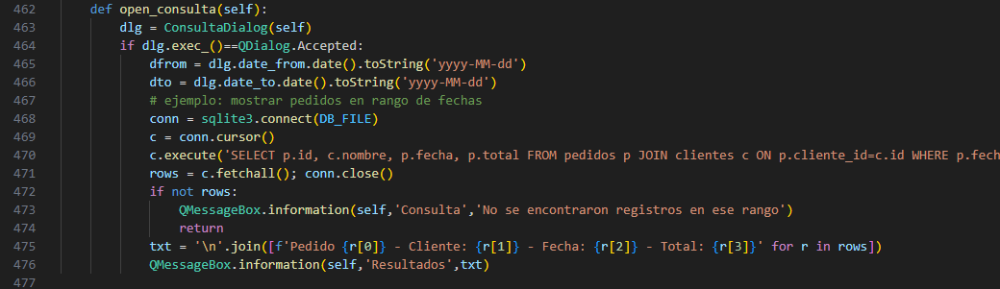 462 def open_consulta(self):
463 dlg = ConsultaDialog(self)
464 if dlg.exec_()==QDialog.Accepted:
465 dfrom = dlg.date_from.date().toString('yyyy-MM-dd')
466 dto = dlg.date_to.date().toString('yyyy-MM-dd')
467 # ejemplo: mostrar pedidos en rango de fechas
468 conn = sqlite3.connect(DB_FILE)
469 c = conn.cursor()
470 c.execute('SELECT p.id, c.nombre, p.fecha, p.total FROM pedidos p JOIN clientes c ON p.cliente_id=c.id WHERE p.fech
471 rows = c.fetchall(); conn.close()
472 if not rows:
473 QMessageBox.information(self,'Consulta','No se encontraron registros en ese rango')
474 return
475 txt = '\n'.join([f'Pedido {r[0]} - Cliente: {r[1]} - Fecha: {r[2]} - Total: {r[3]}' for r in rows])
476 QMessageBox.information(self,'Resultados',txt)
477